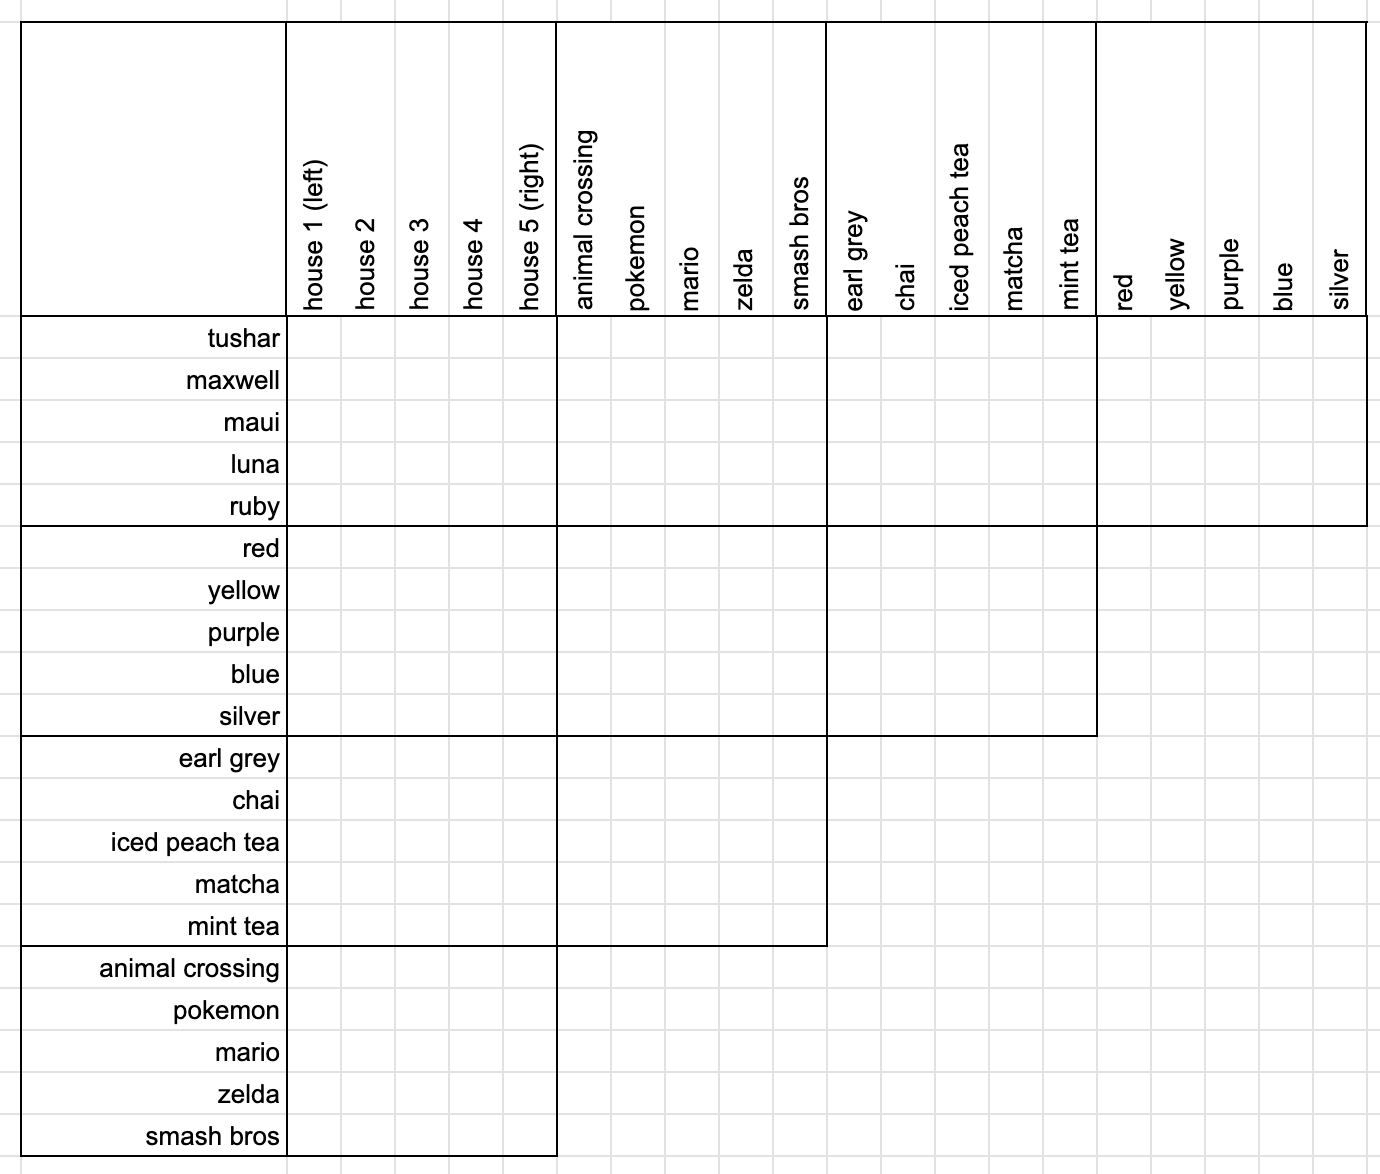 house 1 (left)
house 2
house 3
house 4
house 5 (right)
animal crossing
pokemon
mario
zelda
smash bros
earl grey
chai
iced peach tea
matcha
mint tea
red
yellow
purple
blue
silver
tushar
maxwell
maui
luna
ruby
red
yellow
purple
blue
silver
earl grey
chai
iced peach tea
matcha
mint tea
animal crossing
pokemon
mario
zelda
smash bros